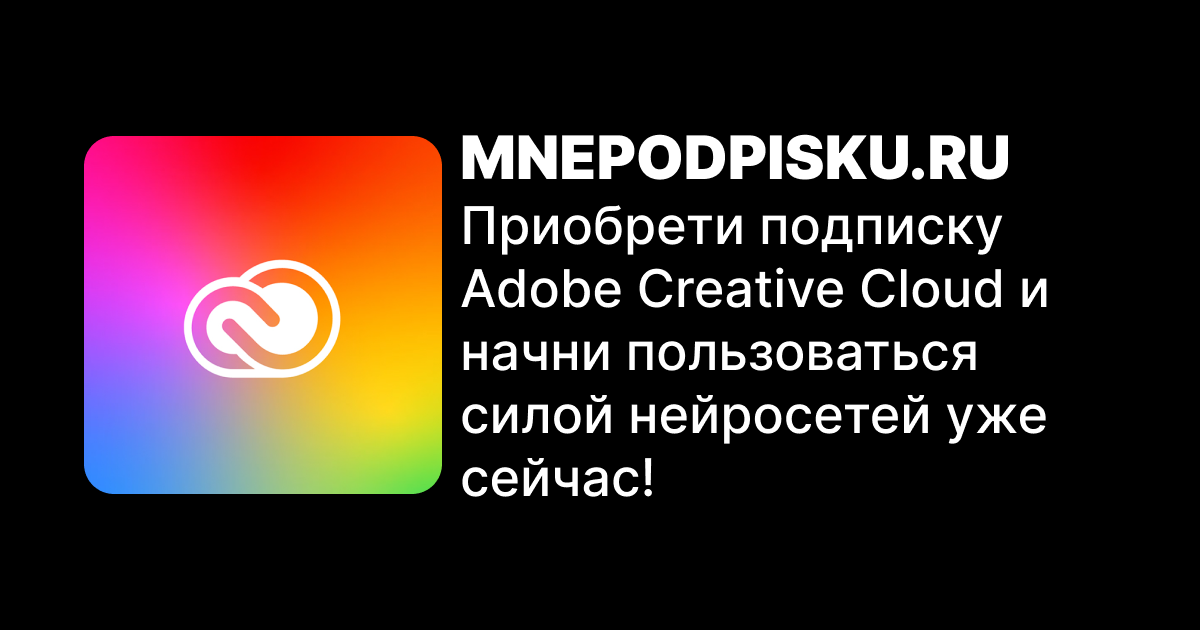 MNEPODPISKU.RU
Приобрети подписку
Adobe Creative Cloud и
начни пользоваться
силой нейросетей уже
сейчас!